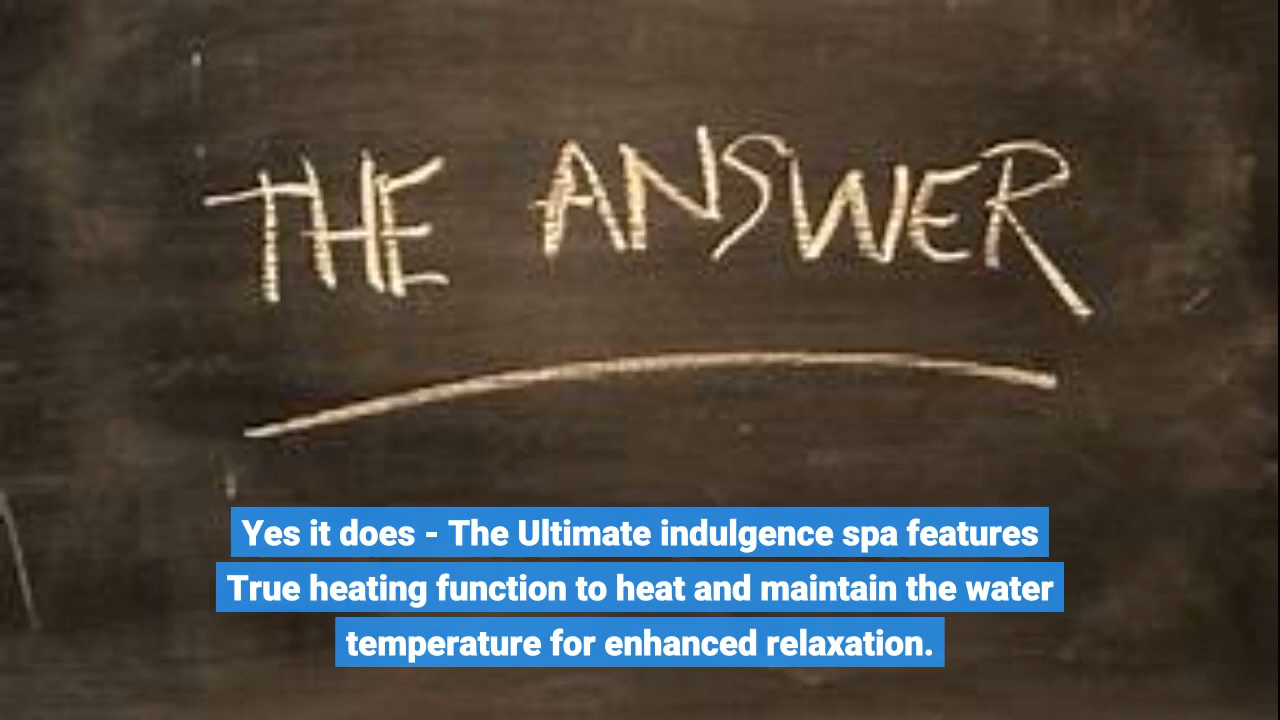 THE ANSWER
Yes it does - The Ultimate indulgence spa features
True heating function to heat and maintain the water
temperature for enhanced relaxation.